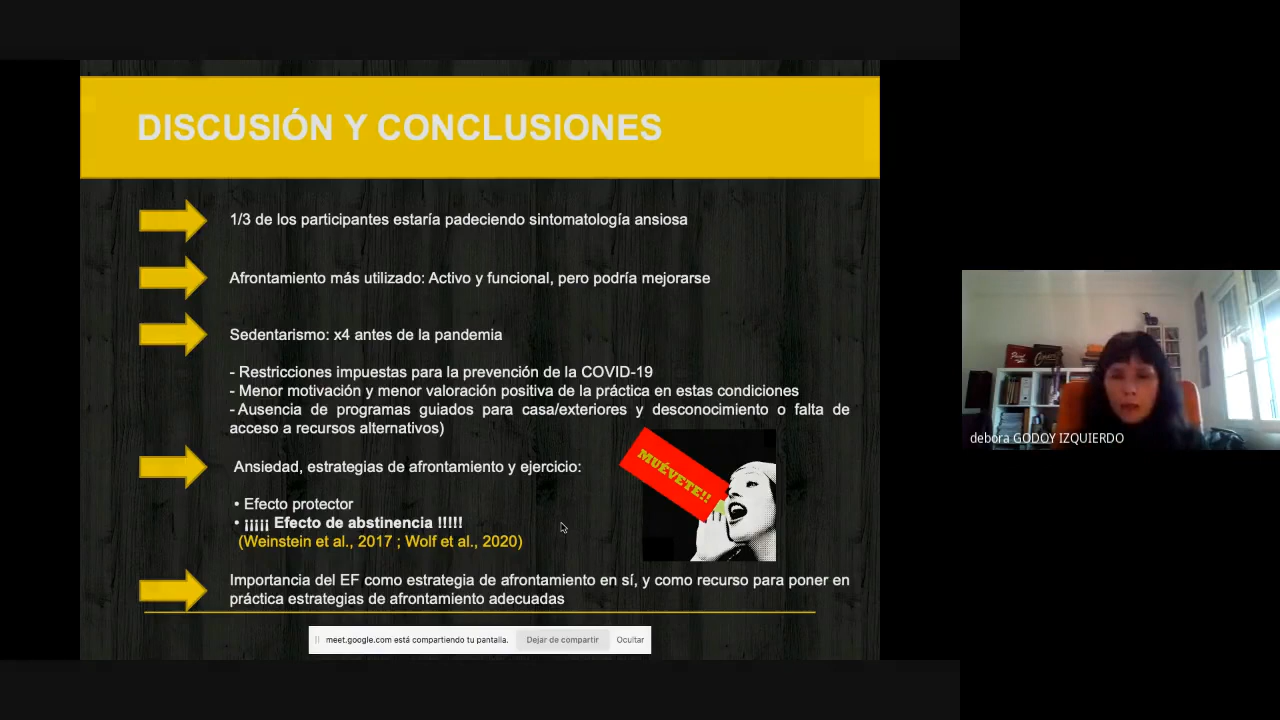 DISCUSIÓN Y CONCLUSIONES
1/3 de los participantes estaría padeciendo sintomatología ansiosa
Afrontamiento más utilizado: Activo y funcional, pero podría mejorarse
Sedentarismo: x4 antes de la pandemia
- Restricciones impuestas para la prevención de la COVID-19
- Menor motivación y menor valoración positiva de la práctica en estas condiciones
- Ausencia de programas guiados para casa/exteriores y desconocimiento o falta de
acceso a recursos alternativos)
Ansiedad, estrategias de afrontamiento y ejercicio:
• Efecto protector
• ¡¡¡¡¡ Efecto de abstinencia !!!!!
(Weinstein et al., 2017 ; Wolf et al., 2020)
MUÉVETE!!
Importancia del EF como estrategia de afrontamiento en sí, y como recurso para poner en
práctica estrategias de afrontamiento adecuadas
meet.google.com está compartiendo tu pantalla. Dejar de compartir Ocultar
debora GODOY IZQUIERDO